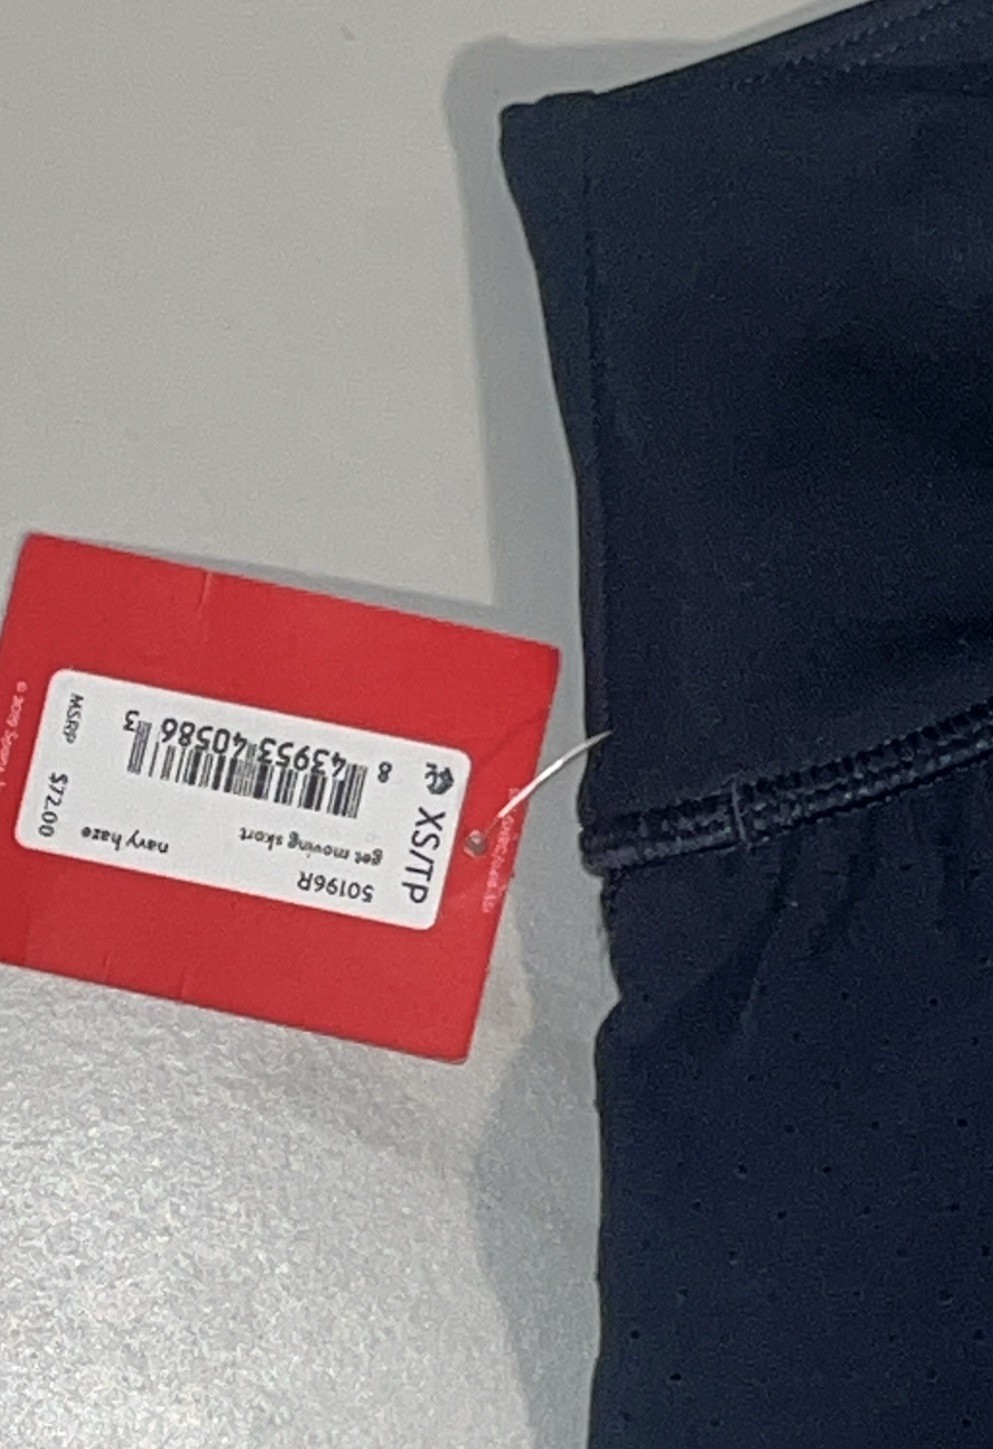 XS/TP
50196R
get moving skort
8 43953 40586 3
navy haze
MSRP $72.00